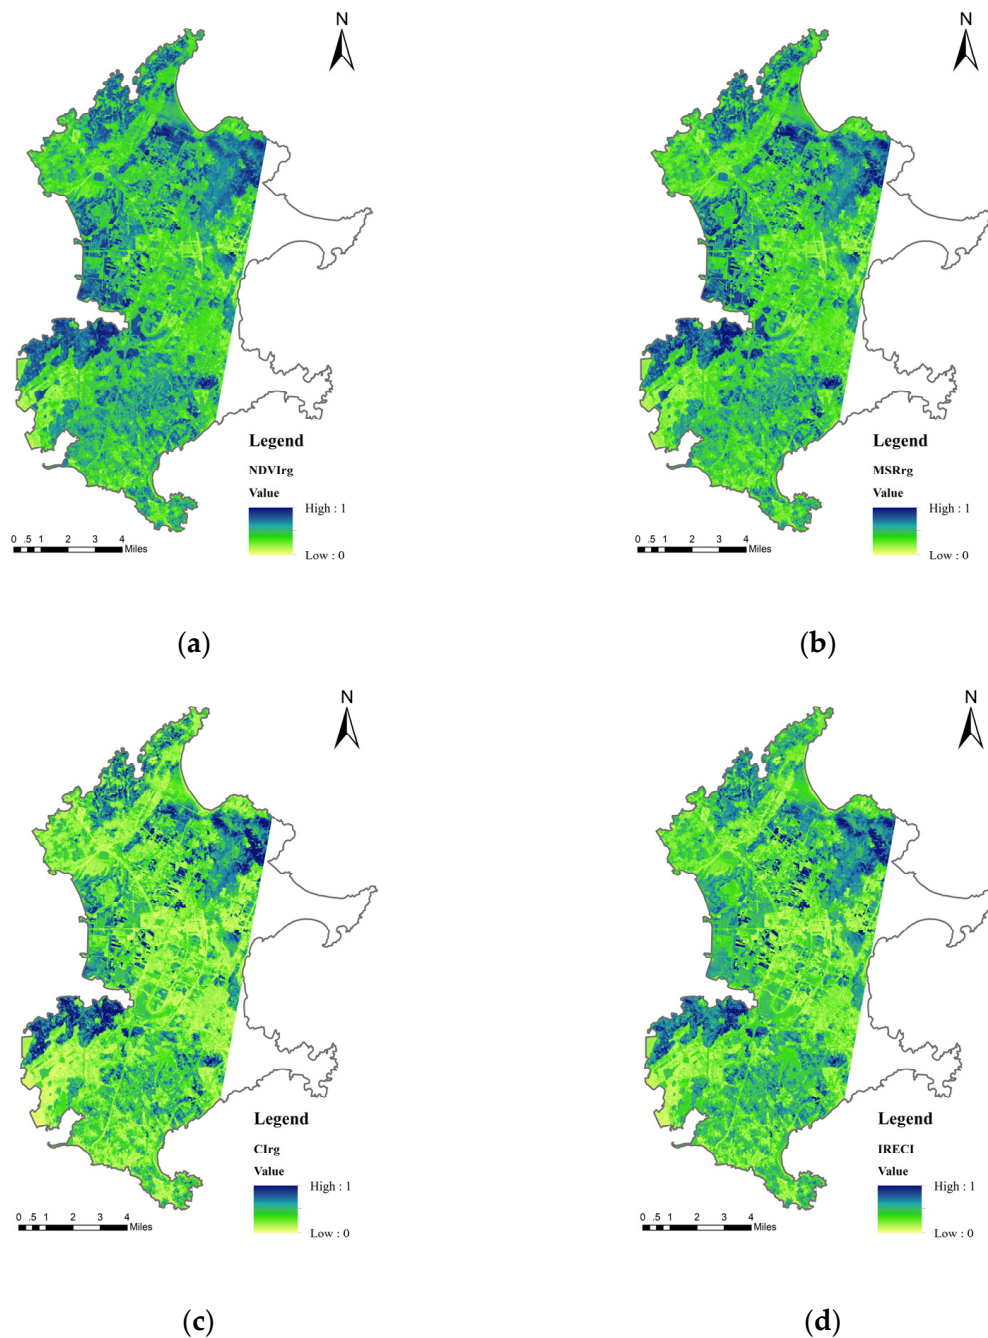 N
N
Legend
NDVIrg
Value
High : 1
Low : 0
0 .5 1 2 3 4
Miles
Legend
MSRrg
Value
High : 1
Low : 0
0 .5 1 2 3 4
Miles
(a)
(b)
N
N
Legend
CIrg
Value
High : 1
Low : 0
0 .5 1 2 3 4
Miles
Legend
IRECI
Value
High : 1
Low : 0
0 .5 1 2 3 4
Miles
(c)
(d)